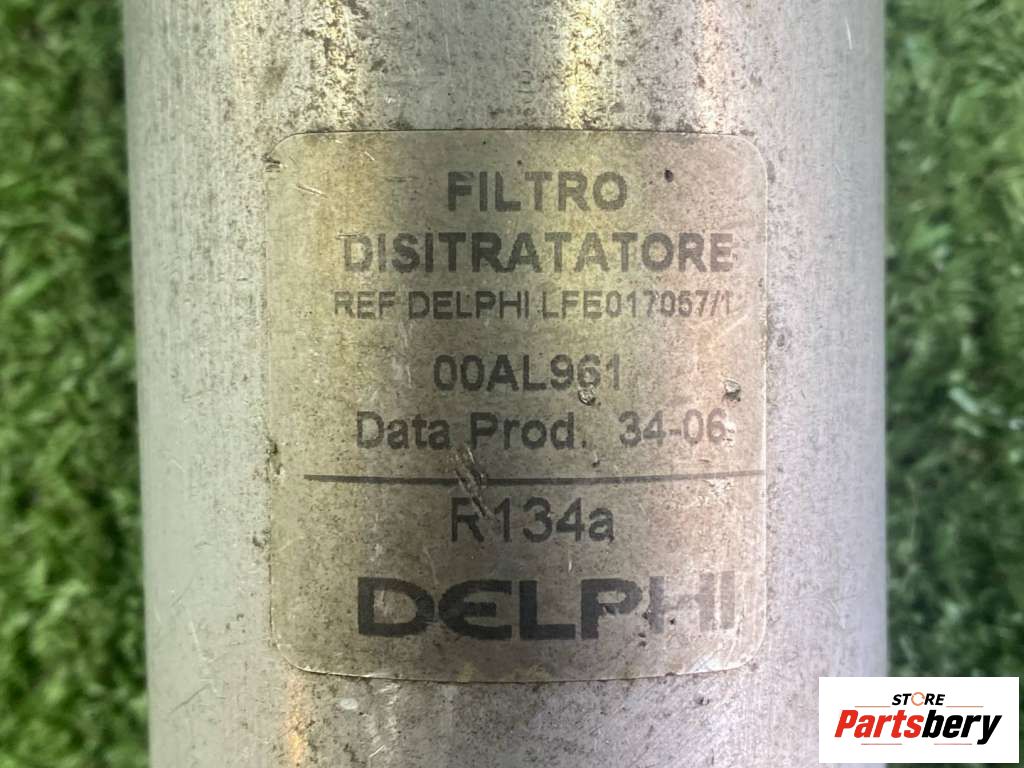 FILTRO
DISITRATATORE
REF DELPHI LFE017057/1
00AL961
Data Prod. 34-06
R134a
DELPHI
STORE
Partsbery